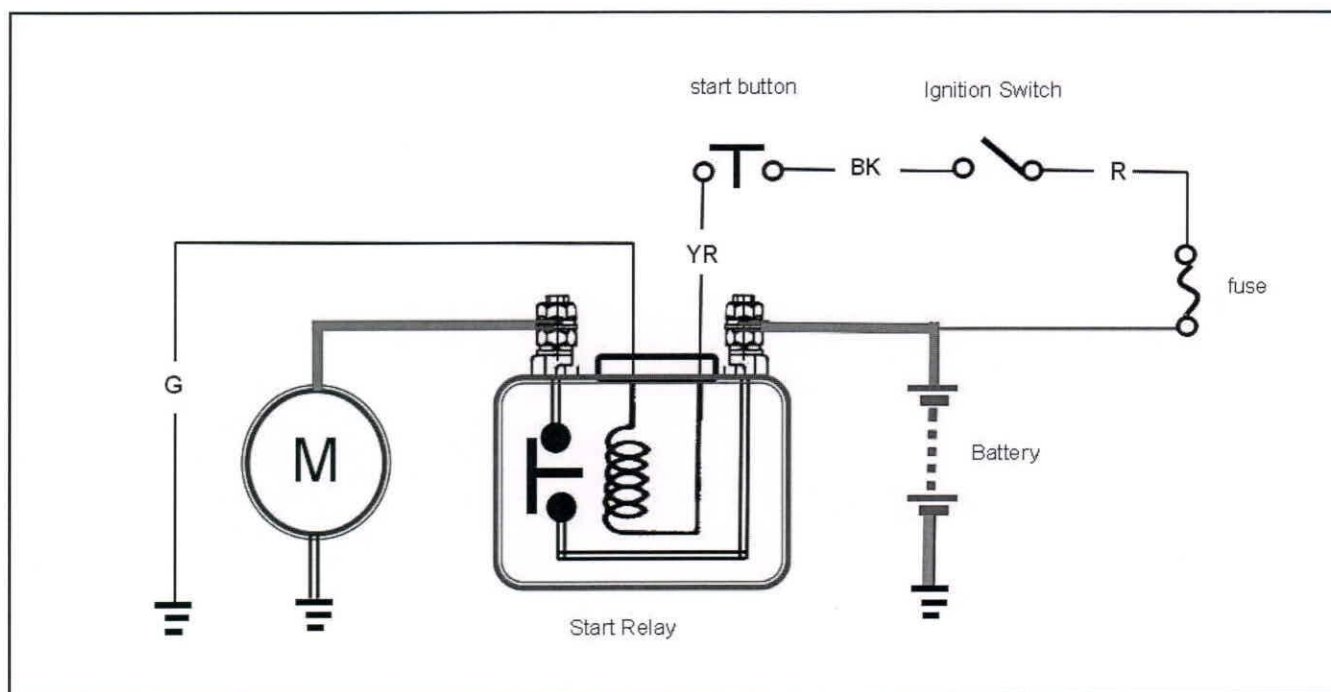 start button
Ignition Switch
BK
R
YR
fuse
G
M
Battery
Start Relay